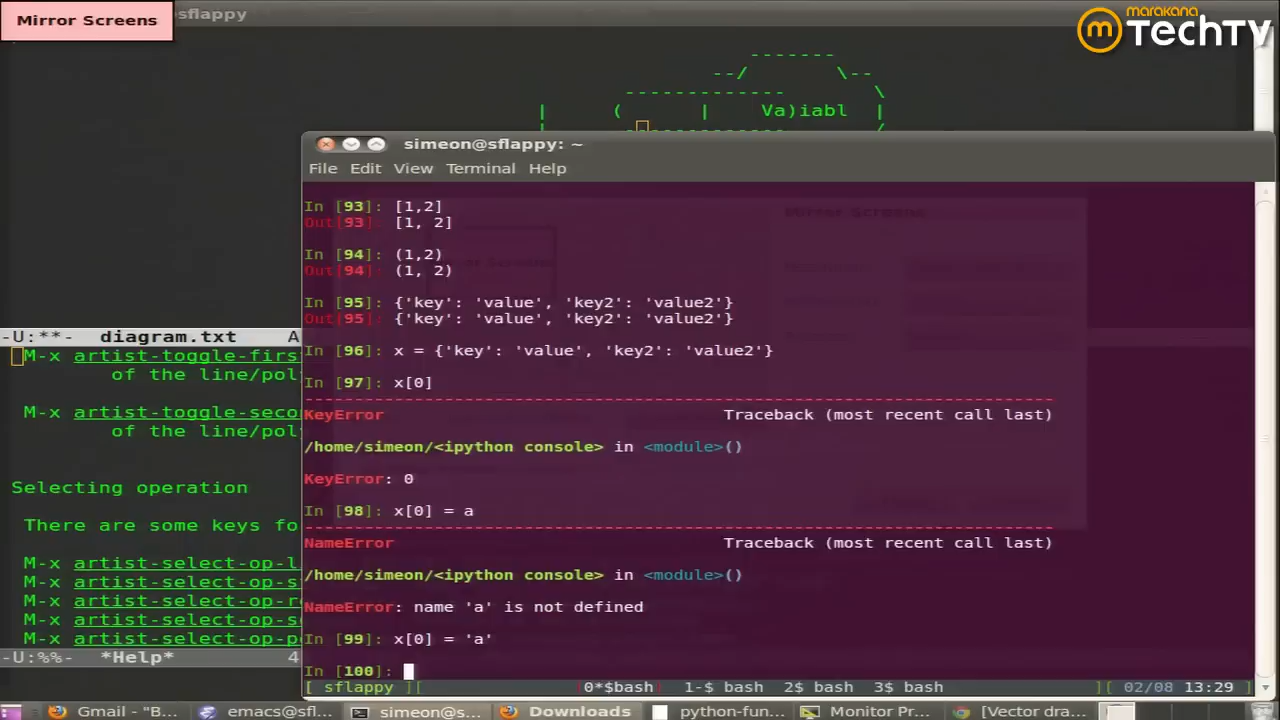 Mirror Screens
sflappy
marakana
TechTV
( | Va)iabl |
simeon@sflappy: ~
File Edit View Terminal Help
In [93]: [1,2]
Out[93]: [1, 2]
In [94]: (1,2)
Out[94]: (1, 2)
In [95]: {'key': 'value', 'key2': 'value2'}
Out[95]: {'key': 'value', 'key2': 'value2'}
In [96]: x = {'key': 'value', 'key2': 'value2'}
In [97]: x[0]
KeyError Traceback (most recent call last)
/home/simeon/<ipython console> in <module>()
KeyError: 0
In [98]: x[0] = a
NameError Traceback (most recent call last)
/home/simeon/<ipython console> in <module>()
NameError: name 'a' is not defined
In [99]: x[0] = 'a'
In [100]:
[ sflappy ][ 0*$bash 1-$ bash 2$ bash 3$ bash ][ 02/08 13:29
-U:**- diagram.txt A
M-x artist-toggle-firs
of the line/pol
M-x artist-toggle-seco
of the line/pol
Selecting operation
There are some keys fo
M-x artist-select-op-l
M-x artist-select-op-s
M-x artist-select-op-r
M-x artist-select-op-s
M-x artist-select-op-p
-U:%%- *Help* 4
Gmail - "B... emacs@sfl... simeon@s... Downloads python-fun... Monitor Pr... [Vector dra...